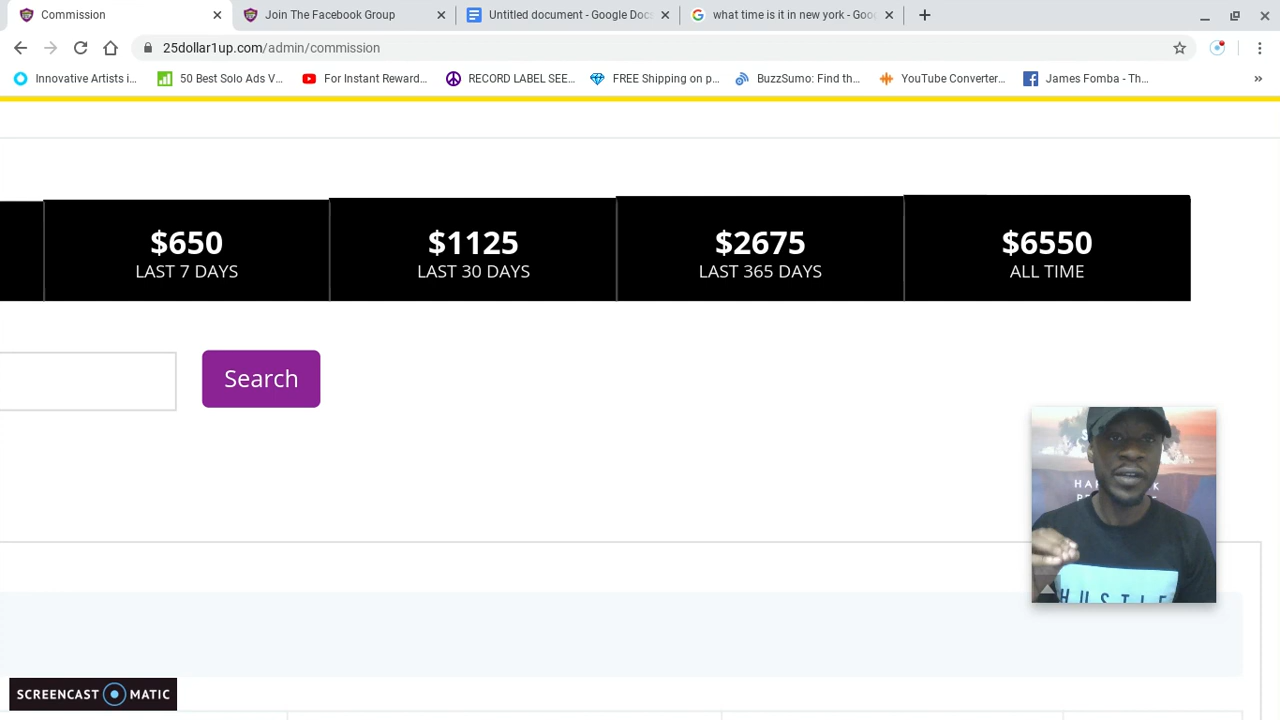 Commission
Join The Facebook Group
Untitled document - Google Doc
what time is it in new york - Goo
25dollar1up.com/admin/commission
Innovative Artists i...
50 Best Solo Ads V...
For Instant Reward...
RECORD LABEL SEE...
FREE Shipping on p...
BuzzSumo: Find th...
YouTube Converter...
James Fomba - Th...
$650
LAST 7 DAYS
$1125
LAST 30 DAYS
$2675
LAST 365 DAYS
$6550
ALL TIME
Search
HUSTLE
SCREENCAST MATIC